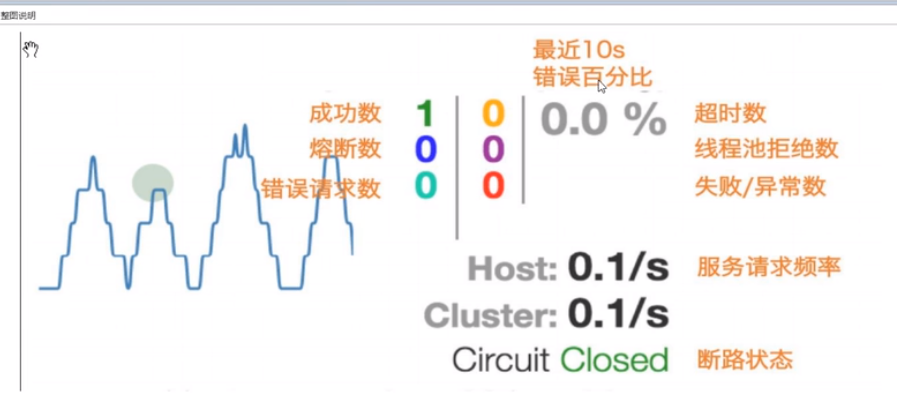 整图说明
最近10s
错误百分比
成功数 1 0 0.0 % 超时数
熔断数 0 0 线程池拒绝数
错误请求数 0 0 失败/异常数
Host: 0.1/s 服务请求频率
Cluster: 0.1/s
Circuit Closed 断路状态